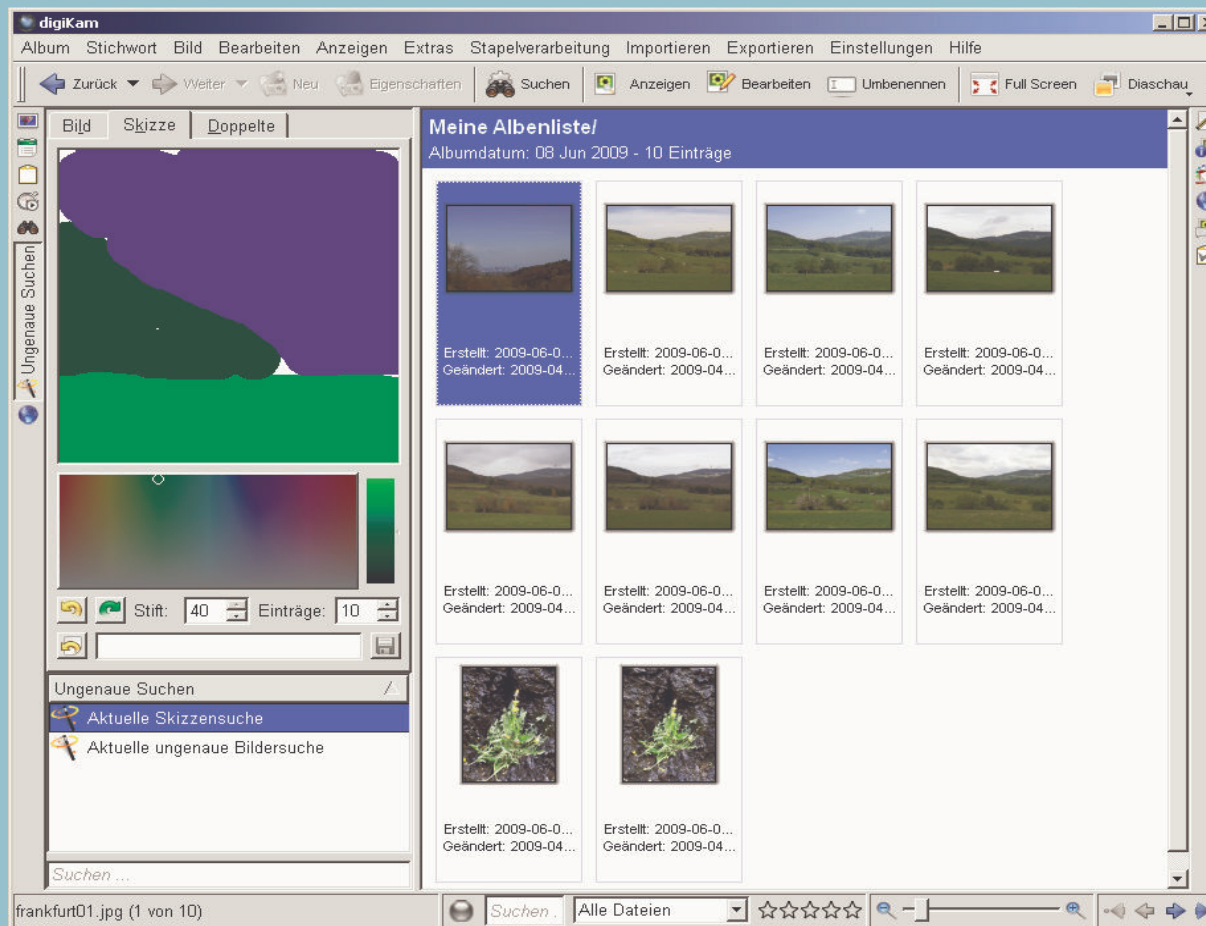 digiKam
Album Stichwort Bild Bearbeiten Anzeigen Extras Stapelverarbeitung Importieren Exportieren Einstellungen Hilfe
Zurück Weiter Neu Eigenschaften Suchen Anzeigen Bearbeiten Umbenennen Full Screen Diaschau
Bild Skizze Doppelte
Ungenaue Suchen
Stift: 40 Einträge: 10
Ungenaue Suchen
Aktuelle Skizzensuche
Aktuelle ungenaue Bildersuche
Suchen ...
Meine Albenliste/
Albumdatum: 08 Jun 2009 - 10 Einträge
Erstellt: 2009-06-0... Erstellt: 2009-06-0... Erstellt: 2009-06-0... Erstellt: 2009-06-0...
Geändert: 2009-04... Geändert: 2009-04... Geändert: 2009-04... Geändert: 2009-04...
Erstellt: 2009-06-0... Erstellt: 2009-06-0... Erstellt: 2009-06-0... Erstellt: 2009-06-0...
Geändert: 2009-04... Geändert: 2009-04... Geändert: 2009-04... Geändert: 2009-04...
Erstellt: 2009-06-0... Erstellt: 2009-06-0...
Geändert: 2009-04... Geändert: 2009-04...
frankfurt01.jpg (1 von 10) Suchen . Alle Dateien